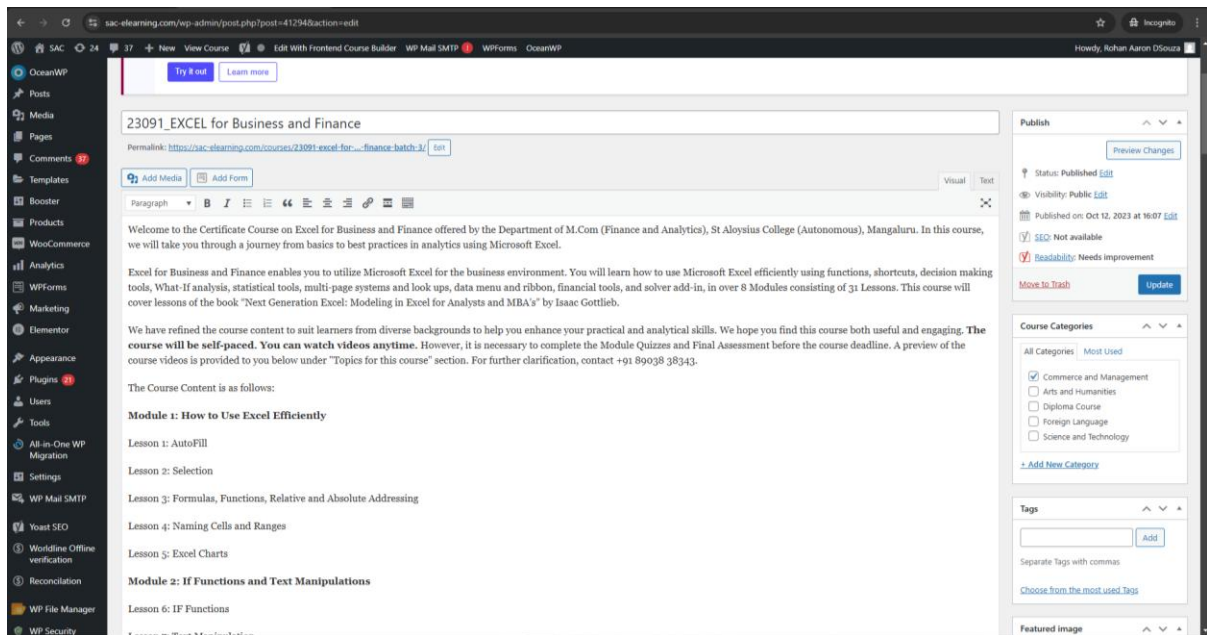 sac-elearning.com/wp-admin/post.php?post=41294&action=edit
Incognito
SAC 24 37 + New View Course Edit With Frontend Course Builder WP Mail SMTP 1 WPForms OceanWP
Howdy, Rohan Aaron DSouza
OceanWP
Posts
Media
Pages
Comments 37
Templates
Booster
Products
WooCommerce
Analytics
WPForms
Marketing
Elementor
Appearance
Plugins 21
Users
Tools
All-in-One WP
Migration
Settings
WP Mail SMTP
Yoast SEO
Worldline Offline
verification
Reconcilation
WP File Manager
WP Security
Try it out Learn more
23091_EXCEL for Business and Finance
Permalink: https://sac-elearning.com/courses/23091-excel-for-...-finance-batch-3/ Edit
Add Media Add Form
Visual Text
Paragraph
Welcome to the Certificate Course on Excel for Business and Finance offered by the Department of M.Com (Finance and Analytics), St Aloysius College (Autonomous), Mangaluru. In this course,
we will take you through a journey from basics to best practices in analytics using Microsoft Excel.
Excel for Business and Finance enables you to utilize Microsoft Excel for the business environment. You will learn how to use Microsoft Excel efficiently using functions, shortcuts, decision making
tools, What-If analysis, statistical tools, multi-page systems and look ups, data menu and ribbon, financial tools, and solver add-in, in over 8 Modules consisting of 31 Lessons. This course will
cover lessons of the book "Next Generation Excel: Modeling in Excel for Analysts and MBA's" by Isaac Gottlieb.
We have refined the course content to suit learners from diverse backgrounds to help you enhance your practical and analytical skills. We hope you find this course both useful and engaging. The
course will be self-paced. You can watch videos anytime. However, it is necessary to complete the Module Quizzes and Final Assessment before the course deadline. A preview of the
course videos is provided to you below under "Topics for this course" section. For further clarification, contact +91 89038 38343.
The Course Content is as follows:
Module 1: How to Use Excel Efficiently
Lesson 1: AutoFill
Lesson 2: Selection
Lesson 3: Formulas, Functions, Relative and Absolute Addressing
Lesson 4: Naming Cells and Ranges
Lesson 5: Excel Charts
Module 2: If Functions and Text Manipulations
Lesson 6: IF Functions
Publish
Preview Changes
Status: Published Edit
Visibility: Public Edit
Published on: Oct 12, 2023 at 16:07 Edit
SEO: Not available
Readability: Needs improvement
Move to Trash Update
Course Categories
All Categories Most Used
Commerce and Management
Arts and Humanities
Diploma Course
Foreign Language
Science and Technology
+ Add New Category
Tags
Add
Separate Tags with commas
Choose from the most used Tags
Featured image